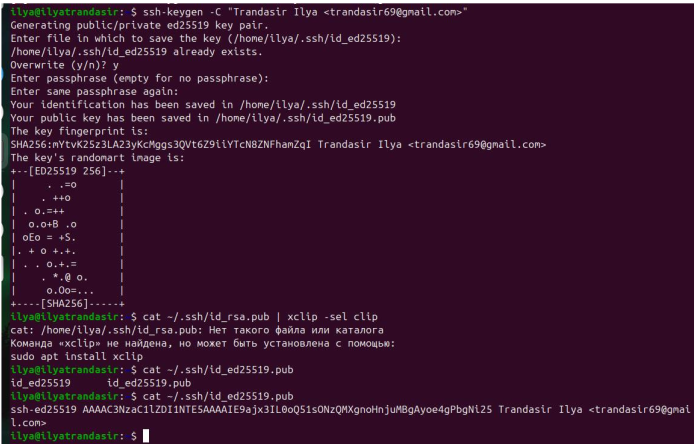 ilya@ilyatrandasir:~$ ssh-keygen -C "Trandasir Ilya <trandasir69@gmail.com>"
Generating public/private ed25519 key pair.
Enter file in which to save the key (/home/ilya/.ssh/id_ed25519):
/home/ilya/.ssh/id_ed25519 already exists.
Overwrite (y/n)? y
Enter passphrase (empty for no passphrase):
Enter same passphrase again:
Your identification has been saved in /home/ilya/.ssh/id_ed25519
Your public key has been saved in /home/ilya/.ssh/id_ed25519.pub
The key fingerprint is:
SHA256:mYtvK25z3LA23yKcMggs3QVt6Z9iiYTcN8ZNFhamZqI Trandasir Ilya <trandasir69@gmail.com>
The key's randomart image is:
+--[ED25519 256]--+
|     . .=o       |
|    . ++o        |
| . o.=++         |
|  o.o+B .o       |
| oEo = +S.       |
|. + o +.+.       |
| . . o.+.=       |
|    . *.@ o.     |
|     o.Oo=...    |
+----[SHA256]-----+
ilya@ilyatrandasir:~$ cat ~/.ssh/id_rsa.pub | xclip -sel clip
cat: /home/ilya/.ssh/id_rsa.pub: Нет такого файла или каталога
Команда «xclip» не найдена, но может быть установлена с помощью:
sudo apt install xclip
ilya@ilyatrandasir:~$ cat ~/.ssh/id_ed25519.pub
id_ed25519      id_ed25519.pub
ilya@ilyatrandasir:~$ cat ~/.ssh/id_ed25519.pub
ssh-ed25519 AAAAC3NzaC1lZDI1NTE5AAAAIE9ajx3IL0oQ51sONzQMXgnoHnjuMBgAyoe4gPbgNi25 Trandasir Ilya <trandasir69@gmai
l.com>
ilya@ilyatrandasir:~$